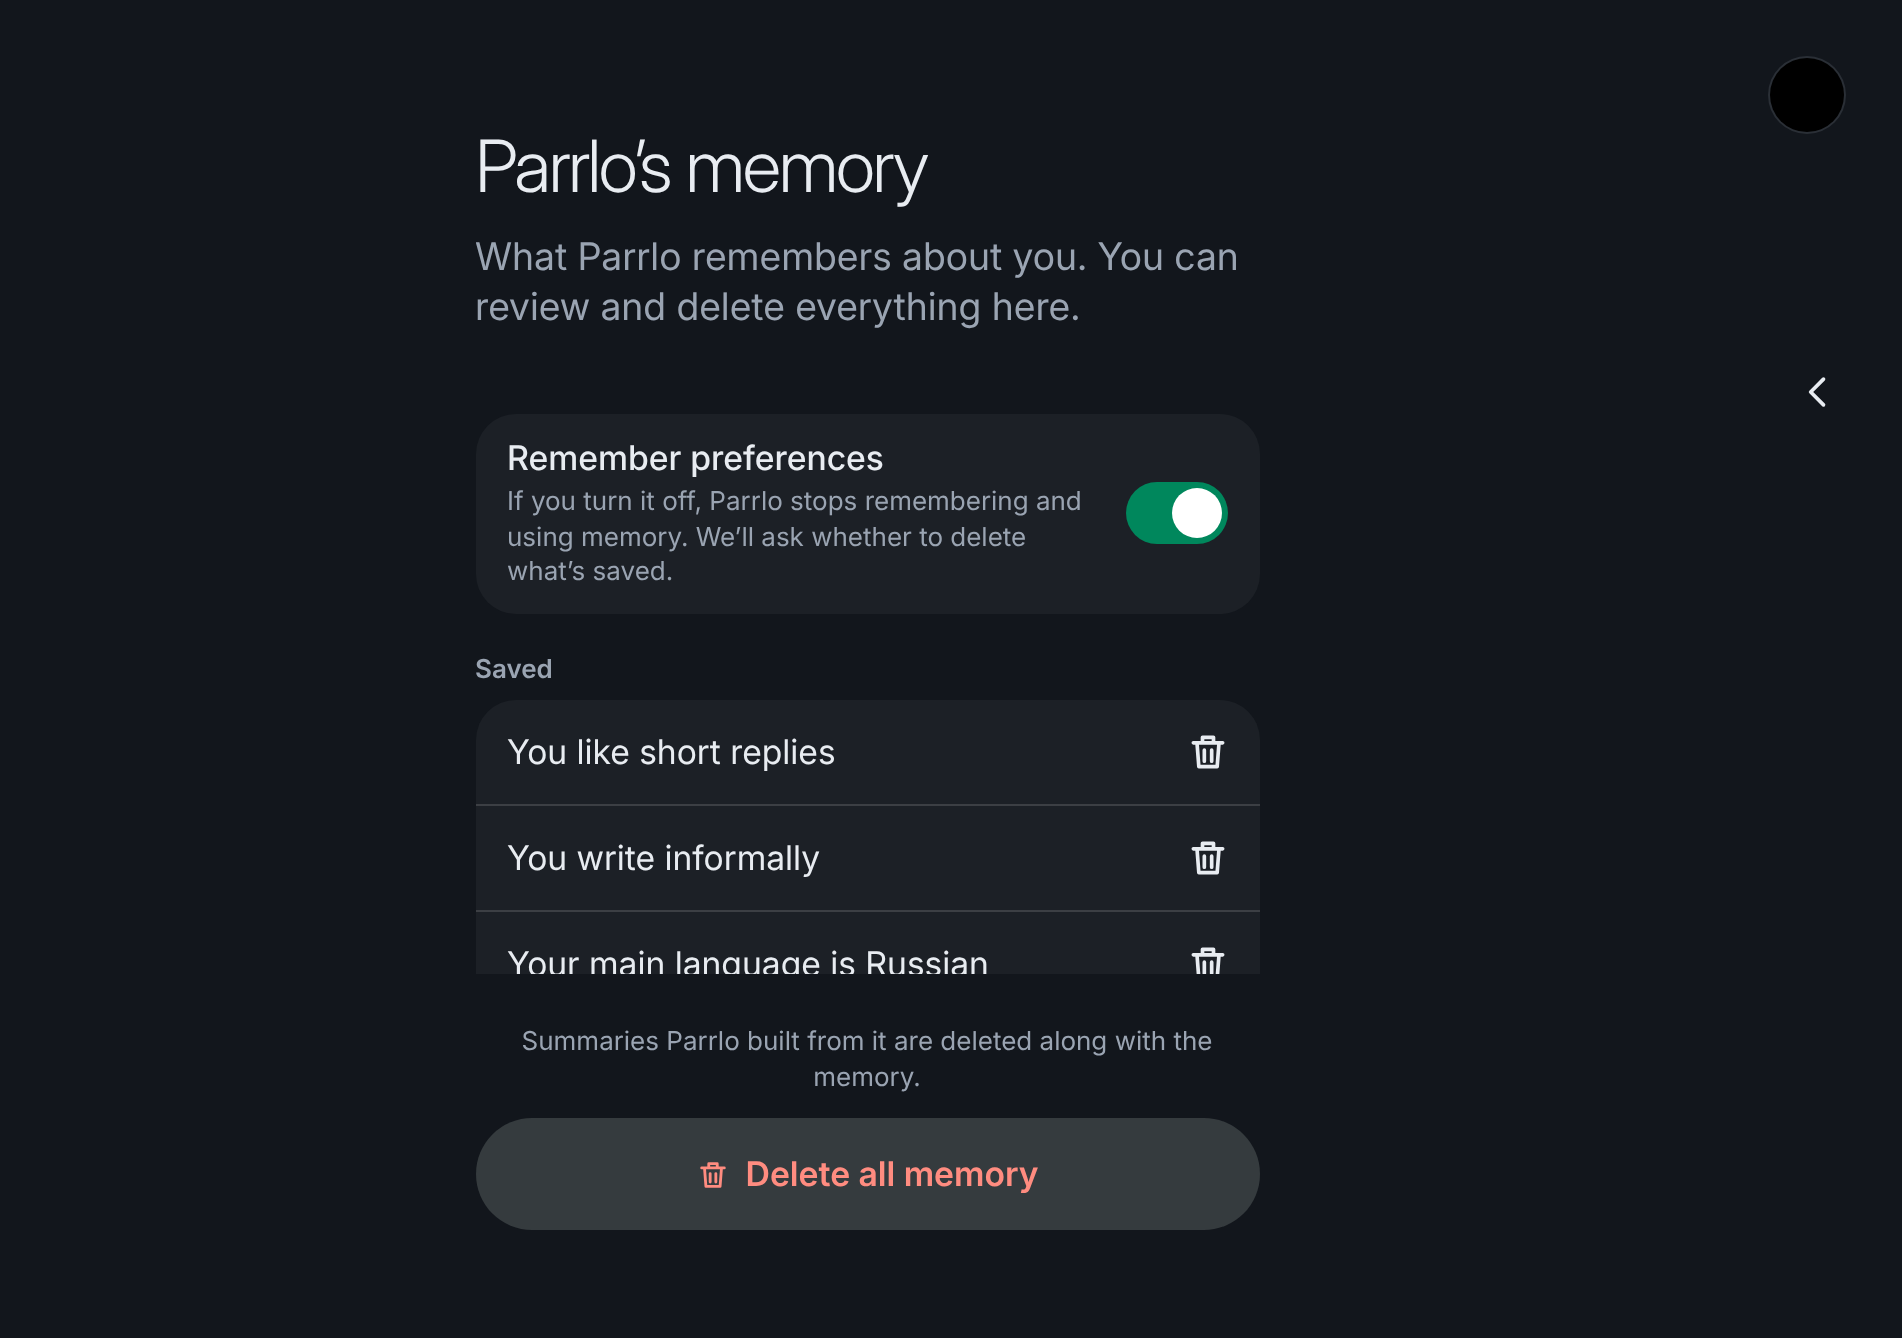 Parrlo’s memory
What Parrlo remembers about you. You can
review and delete everything here.
Remember preferences
If you turn it off, Parrlo stops remembering and
using memory. We’ll ask whether to delete
what’s saved.
Saved
You like short replies
You write informally
Your main language is Russian
Summaries Parrlo built from it are deleted along with the
memory.
Delete all memory